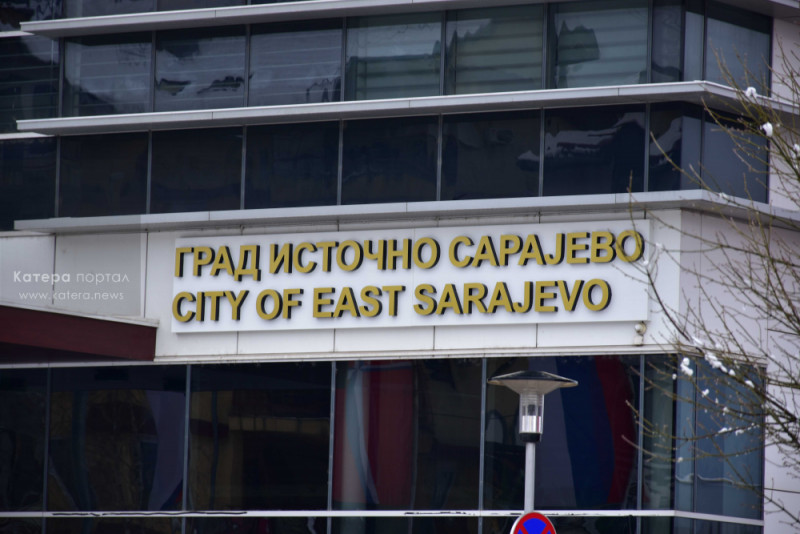 ГРАД ИСТОЧНО САРАЈЕВО
CITY OF EAST SARAJEVO
Катера портал
www.katera.news